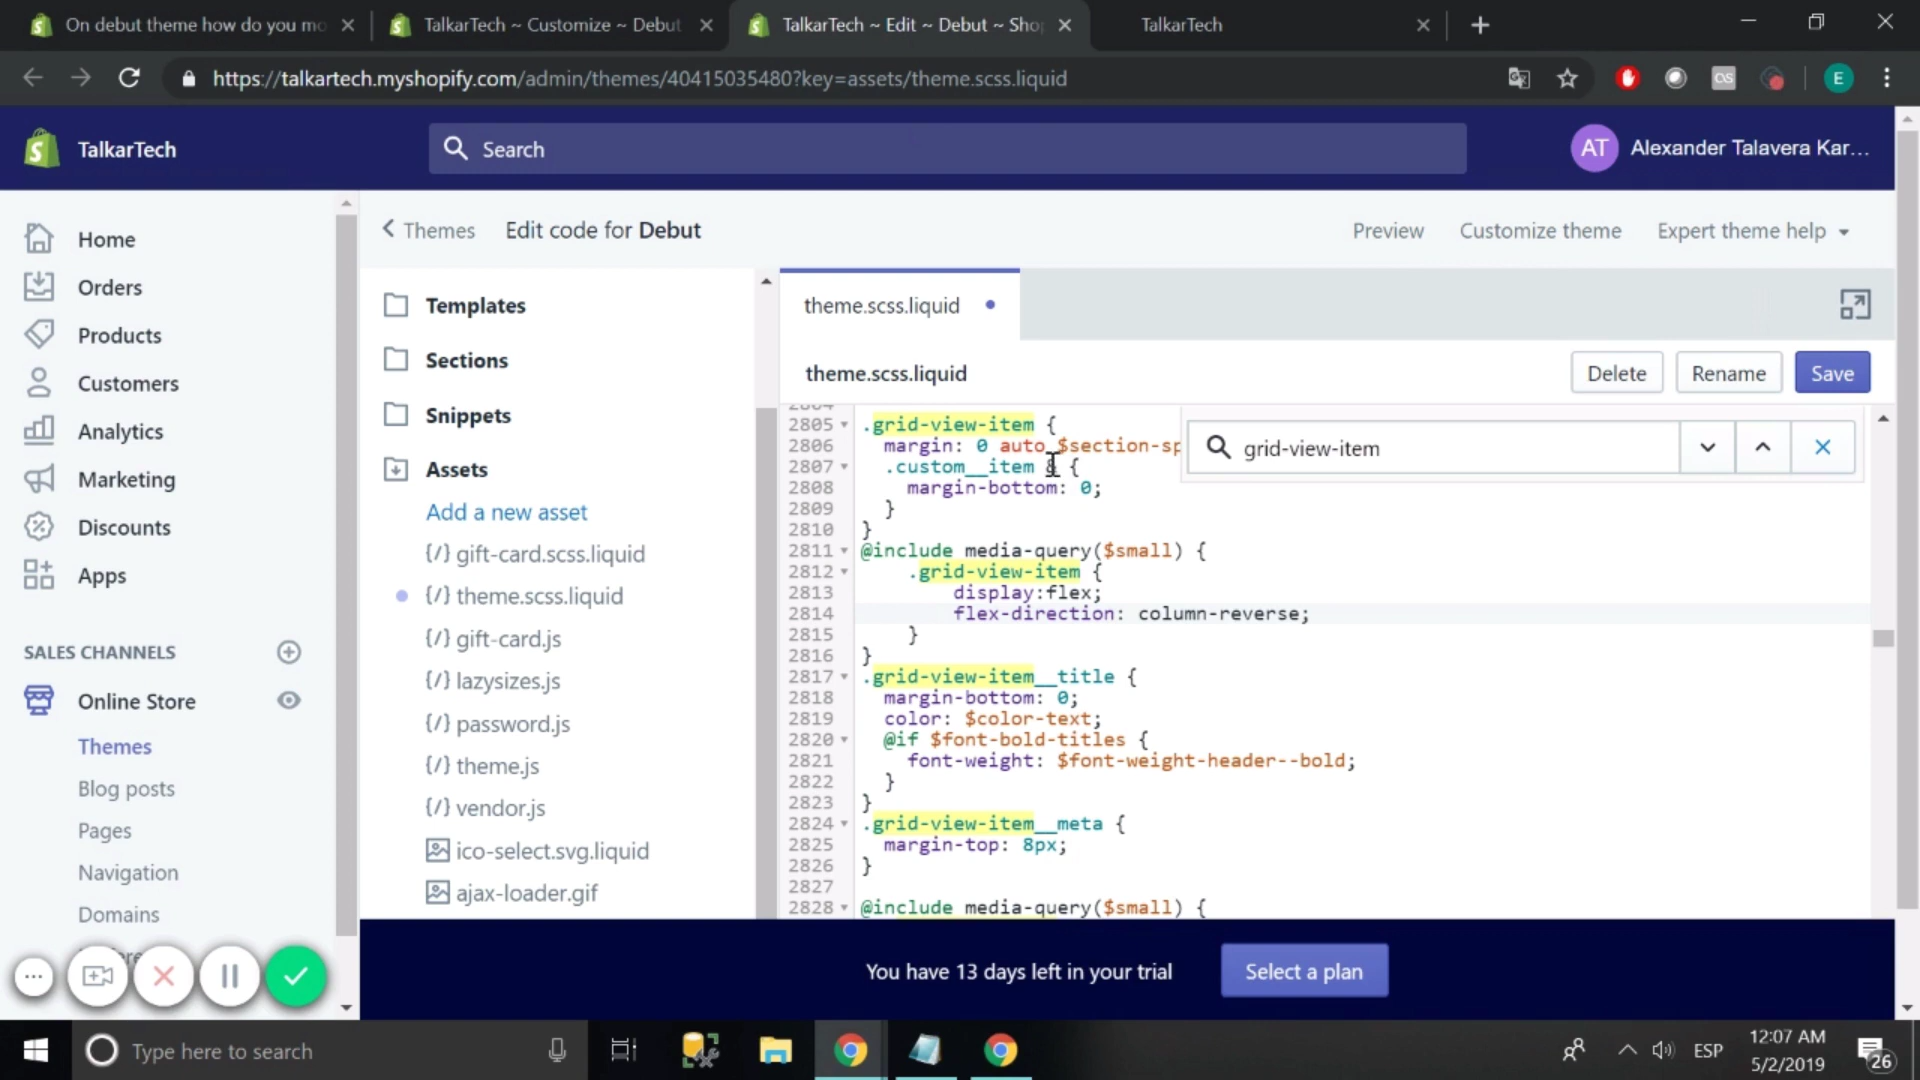 On debut theme how do you mo
TalkarTech ~ Customize ~ Debut
TalkarTech ~ Edit ~ Debut ~ Sho
TalkarTech
https://talkartech.myshopify.com/admin/themes/40415035480?key=assets/theme.scss.liquid
E
TalkarTech
Search
AT
Alexander Talavera Kar...
Home
Orders
Products
Customers
Analytics
Marketing
Discounts
Apps
SALES CHANNELS
Online Store
Themes
Blog posts
Pages
Navigation
Domains
Themes
Edit code for Debut
Preview
Customize theme
Expert theme help
Templates
Sections
Snippets
Assets
Add a new asset
{/} gift-card.scss.liquid
{/} theme.scss.liquid
{/} gift-card.js
{/} lazysizes.js
{/} password.js
{/} theme.js
{/} vendor.js
ico-select.svg.liquid
ajax-loader.gif
theme.scss.liquid
theme.scss.liquid
Delete
Rename
Save
grid-view-item
2804
2805 .grid-view-item {
2806 margin: 0 auto $section-sp
2807 .custom__item & {
2808 margin-bottom: 0;
2809 }
2810 }
2811 @include media-query($small) {
2812 .grid-view-item {
2813 display:flex;
2814 flex-direction: column-reverse;
2815 }
2816 }
2817 .grid-view-item__title {
2818 margin-bottom: 0;
2819 color: $color-text;
2820 @if $font-bold-titles {
2821 font-weight: $font-weight-header--bold;
2822 }
2823 }
2824 .grid-view-item__meta {
2825 margin-top: 8px;
2826 }
2827
2828 @include media-query($small) {
You have 13 days left in your trial
Select a plan
Type here to search
ESP
12:07 AM
5/2/2019
26